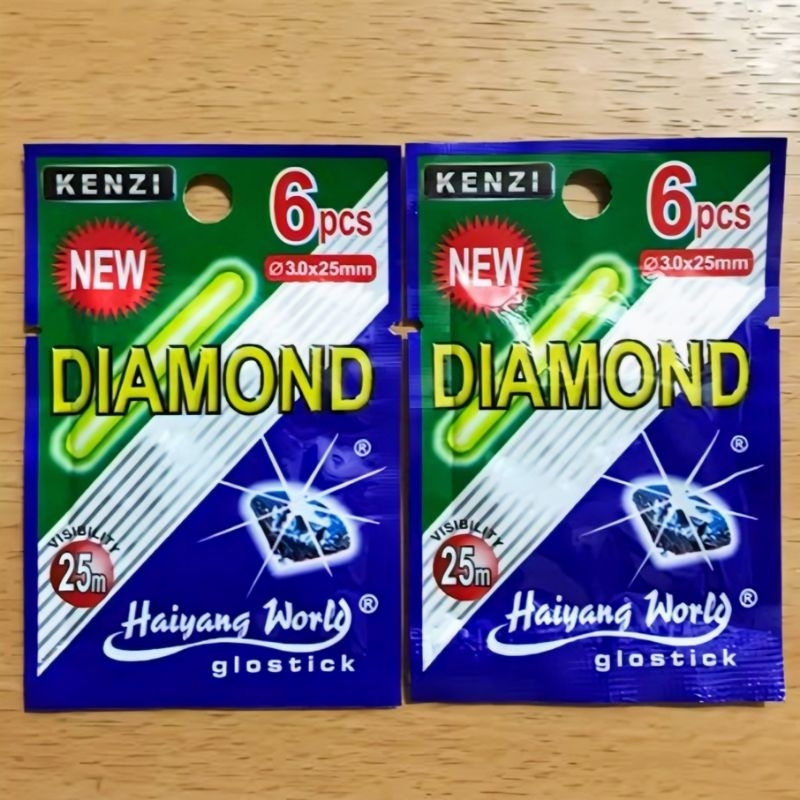 KENZI
6pcs
NEW
Ø3.0x25mm
DIAMOND
®
VISIBILITY
25m
Haiyang World®
glostick
KENZI
6pcs
NEW
Ø3.0x25mm
DIAMOND
®
VISIBILITY
25m
Haiyang World®
glostick